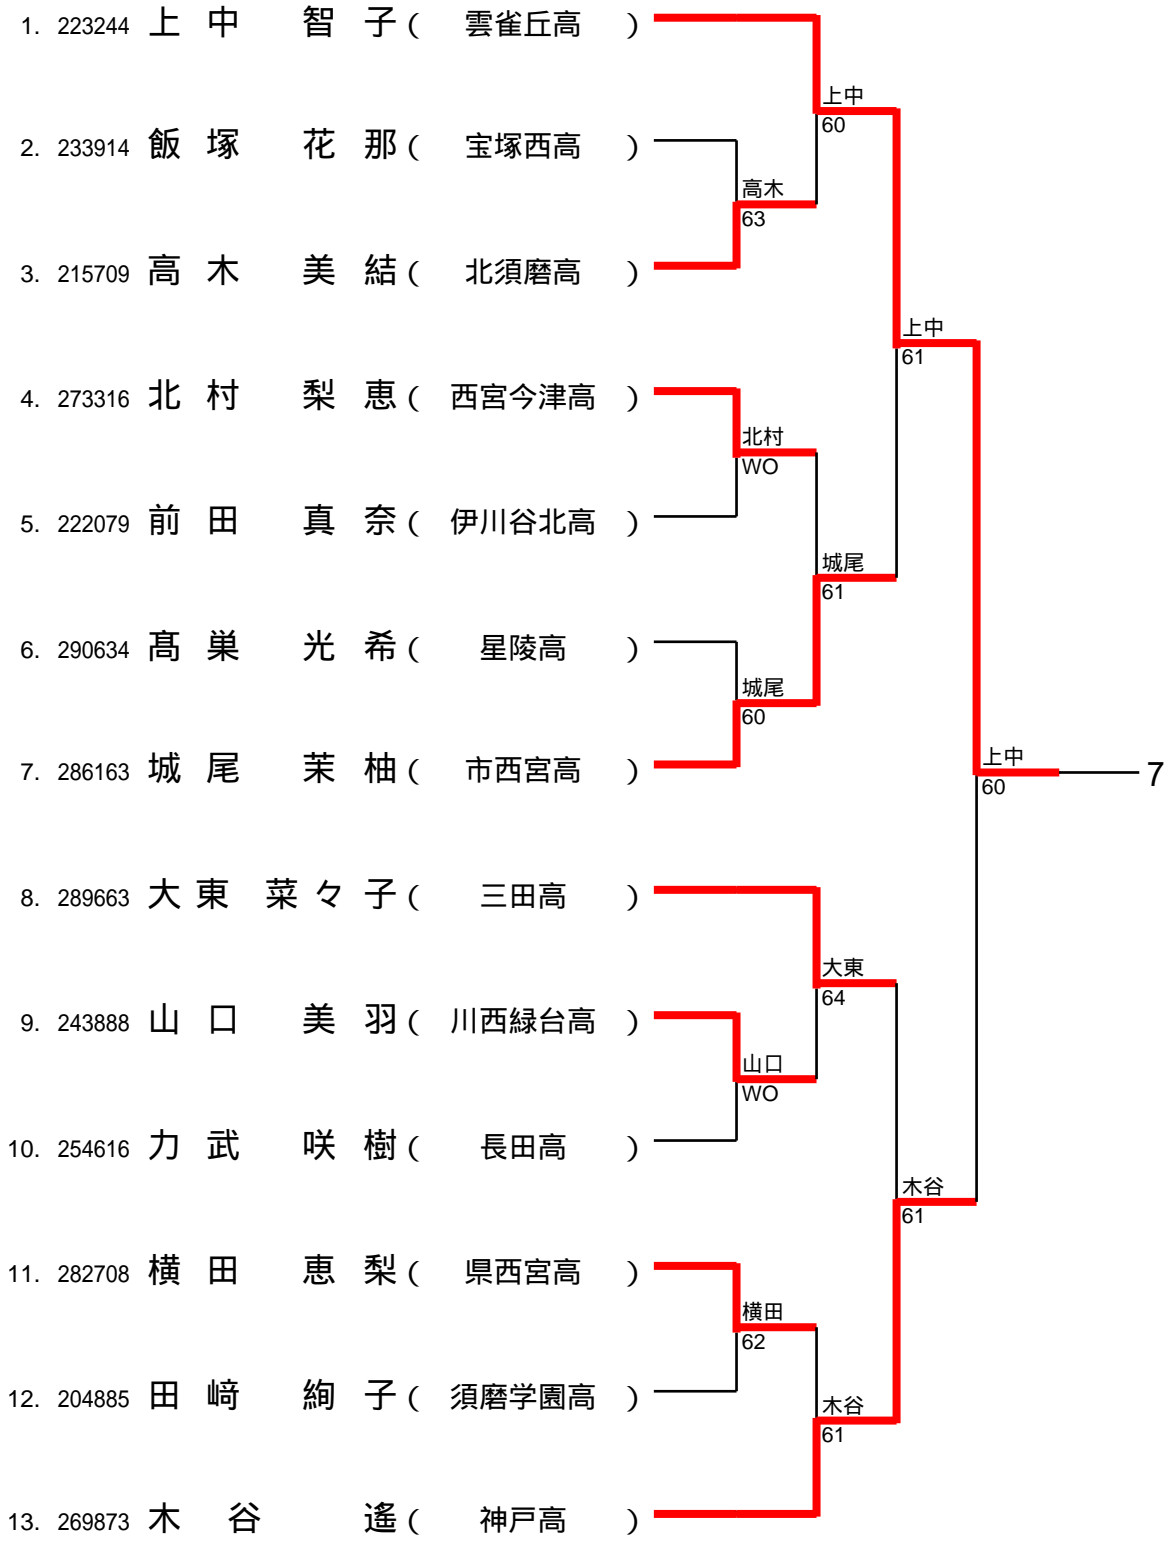 1. 223244 上 中 智 子 ( 雲雀丘高 )
上中
60
2. 233914 飯 塚 花 那 ( 宝塚西高 )
高木
63
3. 215709 高 木 美 結 ( 北須磨高 )
上中
61
4. 273316 北 村 梨 恵 ( 西宮今津高 )
北村
WO
5. 222079 前 田 真 奈 ( 伊川谷北高 )
城尾
61
6. 290634 髙 巣 光 希 ( 星陵高 )
城尾
60
7. 286163 城 尾 茉 柚 ( 市西宮高 )
上中
60
7
8. 289663 大 東 菜 々 子 ( 三田高 )
大東
64
9. 243888 山 口 美 羽 ( 川西緑台高 )
山口
WO
10. 254616 力 武 咲 樹 ( 長田高 )
木谷
61
11. 282708 横 田 恵 梨 ( 県西宮高 )
横田
62
12. 204885 田 﨑 絢 子 ( 須磨学園高 )
木谷
61
13. 269873 木 谷 遙 ( 神戸高 )